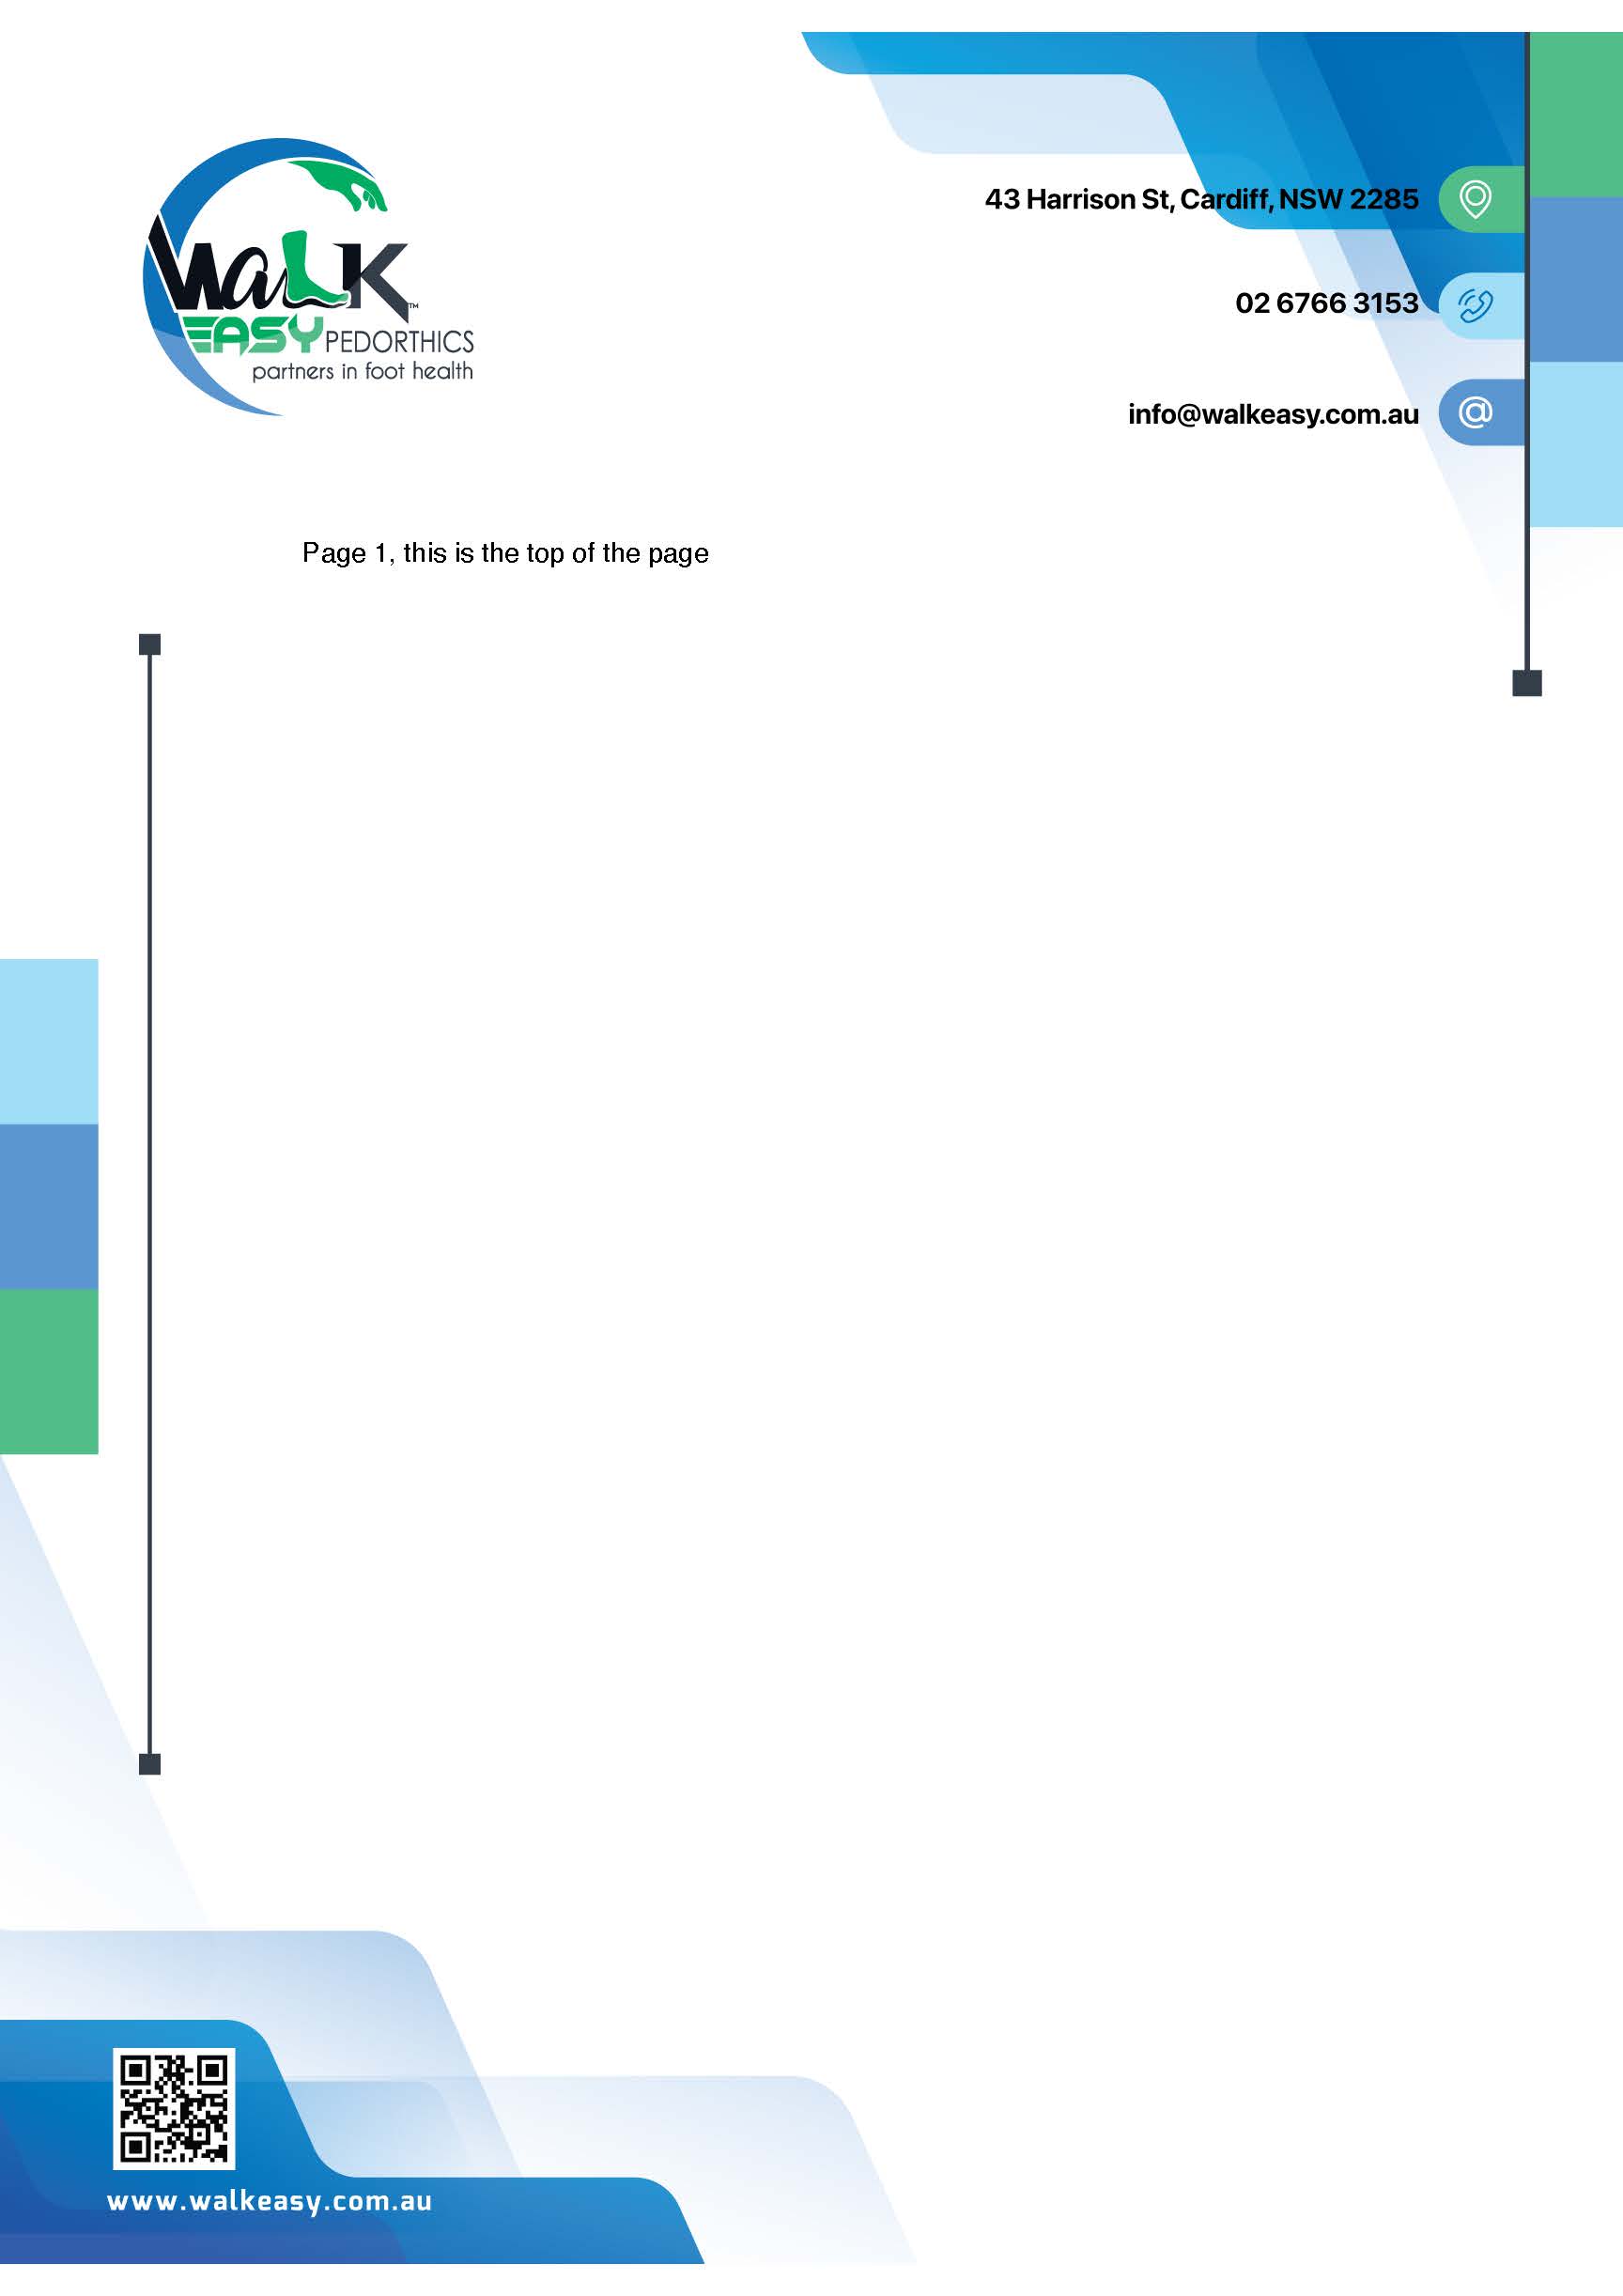 WaLK™
EASY PEDORTHICS
partners in foot health
43 Harrison St, Cardiff, NSW 2285
02 6766 3153
info@walkeasy.com.au
@
Page 1, this is the top of the page
www.walkeasy.com.au